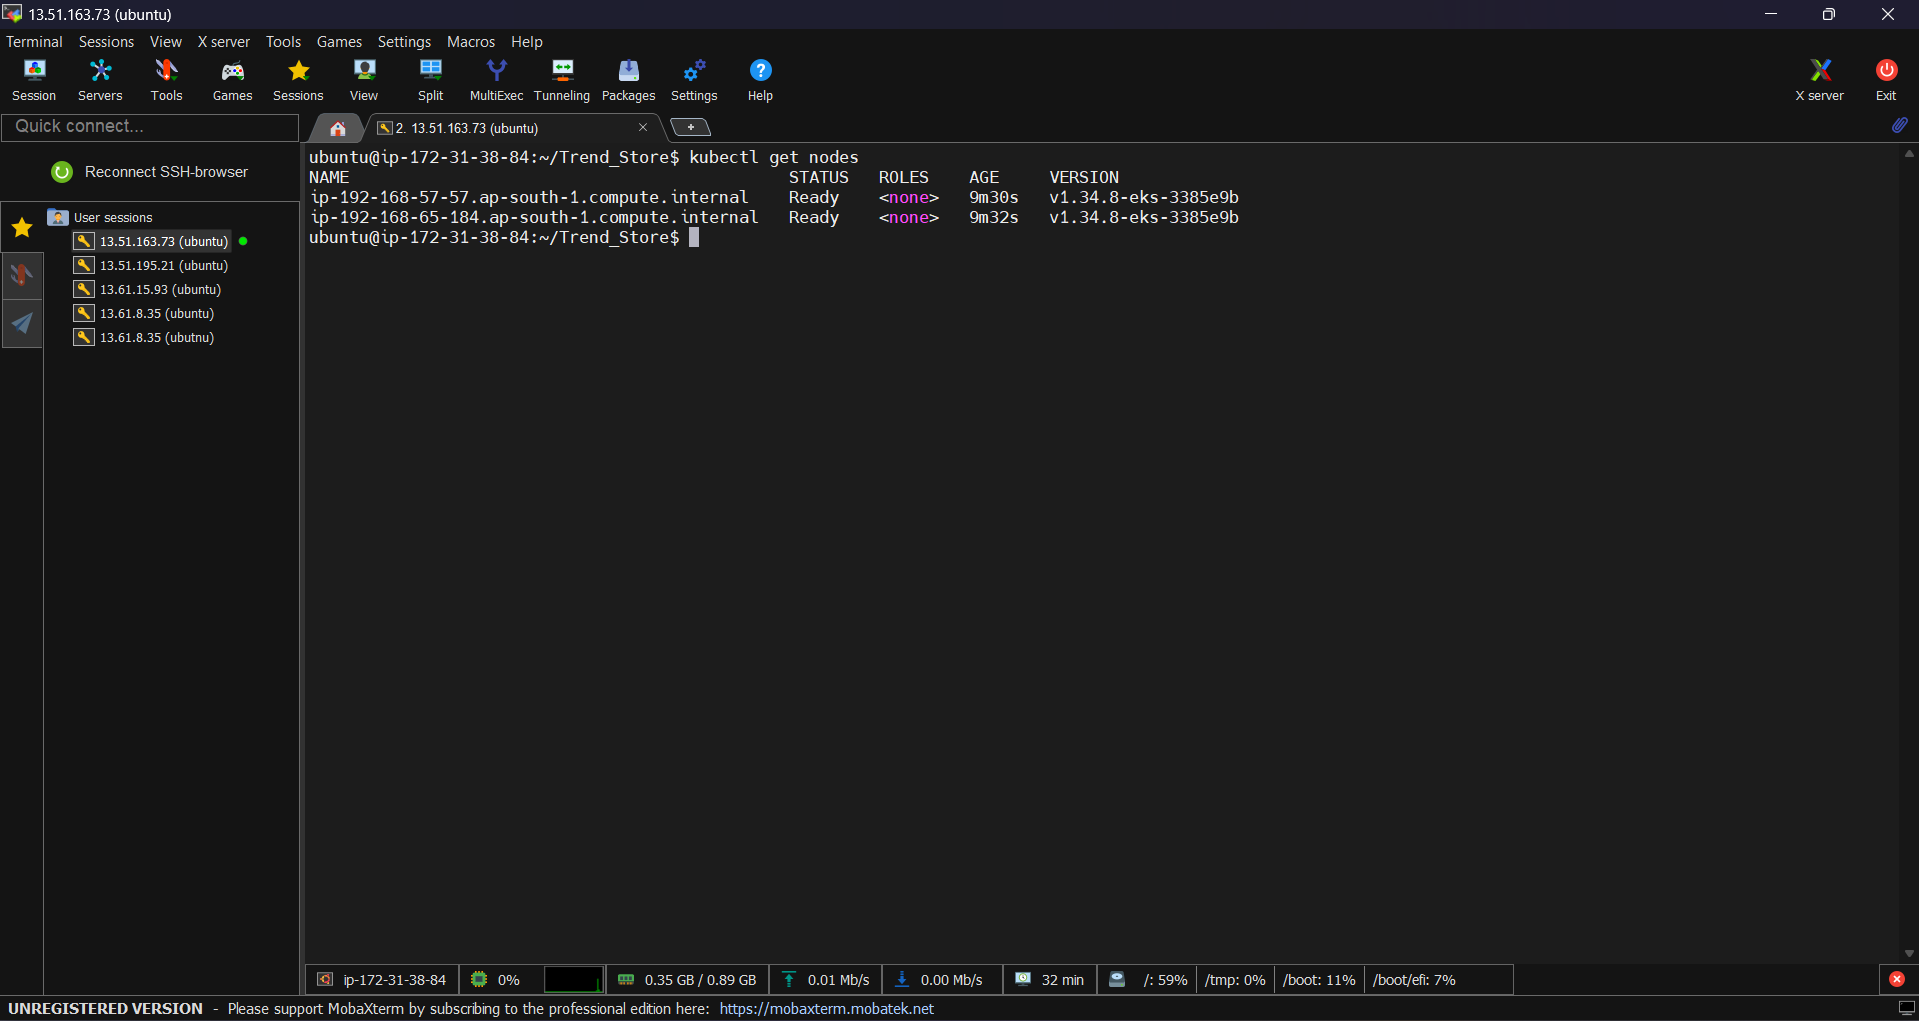 13.51.163.73 (ubuntu)
Terminal Sessions View X server Tools Games Settings Macros Help
Session Servers Tools Games Sessions View Split MultiExec Tunneling Packages Settings Help X server Exit
Quick connect...
2. 13.51.163.73 (ubuntu)
Reconnect SSH-browser
User sessions
13.51.163.73 (ubuntu)
13.51.195.21 (ubuntu)
13.61.15.93 (ubuntu)
13.61.8.35 (ubuntu)
13.61.8.35 (ubutnu)
ubuntu@ip-172-31-38-84:~/Trend_Store$ kubectl get nodes
NAME STATUS ROLES AGE VERSION
ip-192-168-57-57.ap-south-1.compute.internal Ready <none> 9m30s v1.34.8-eks-3385e9b
ip-192-168-65-184.ap-south-1.compute.internal Ready <none> 9m32s v1.34.8-eks-3385e9b
ubuntu@ip-172-31-38-84:~/Trend_Store$
ip-172-31-38-84 0% 0.35 GB / 0.89 GB 0.01 Mb/s 0.00 Mb/s 32 min /: 59% /tmp: 0% /boot: 11% /boot/efi: 7%
UNREGISTERED VERSION - Please support MobaXterm by subscribing to the professional edition here: https://mobaxterm.mobatek.net